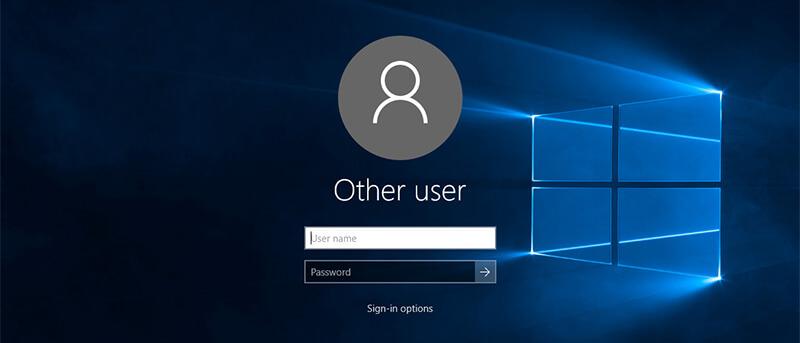 Other user
User name
Password
Sign-in options